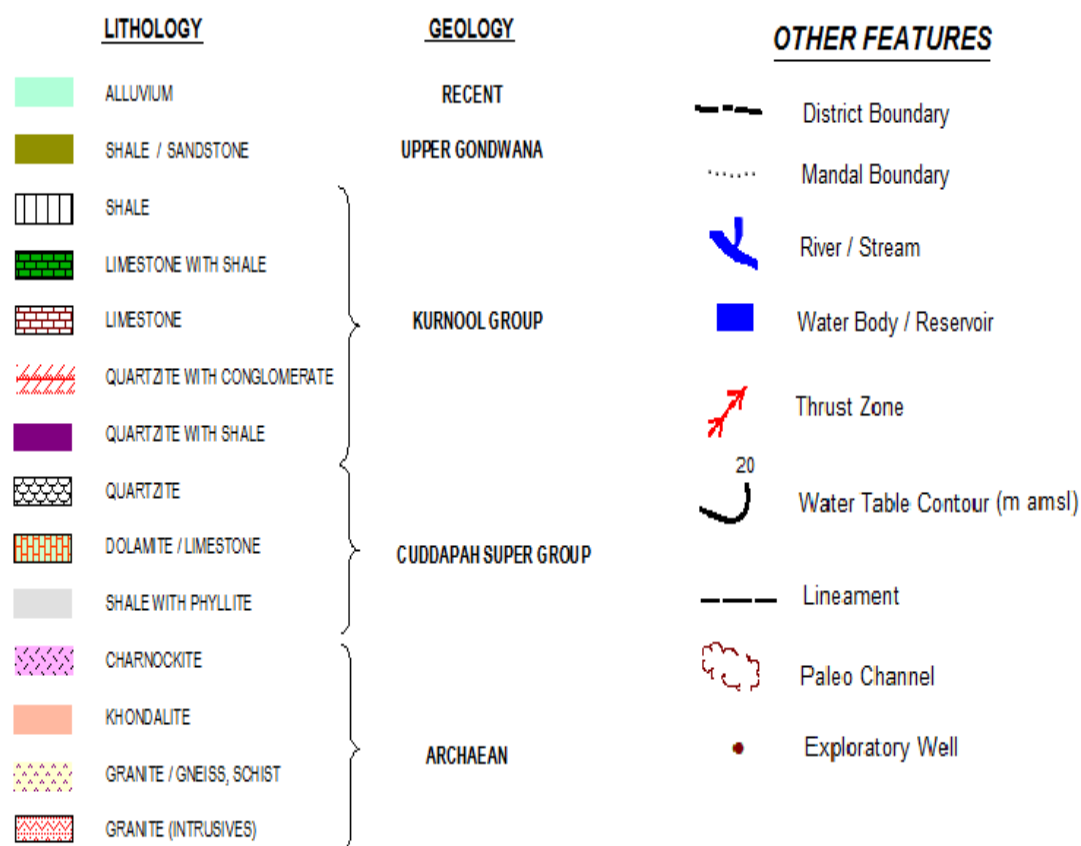 LITHOLOGY
GEOLOGY
ALLUVIUM
RECENT
SHALE / SANDSTONE
UPPER GONDWANA
SHALE
LIMESTONE WITH SHALE
LIMESTONE
KURNOOL GROUP
QUARTZITE WITH CONGLOMERATE
QUARTZITE WITH SHALE
QUARTZITE
DOLAMITE / LIMESTONE
CUDDAPAH SUPER GROUP
SHALE WITH PHYLLITE
CHARNOCKITE
KHONDALITE
ARCHAEAN
GRANITE / GNEISS, SCHIST
GRANITE (INTRUSIVES)
OTHER FEATURES
District Boundary
Mandal Boundary
River / Stream
Water Body / Reservoir
Thrust Zone
20
Water Table Contour (m amsl)
Lineament
Paleo Channel
Exploratory Well